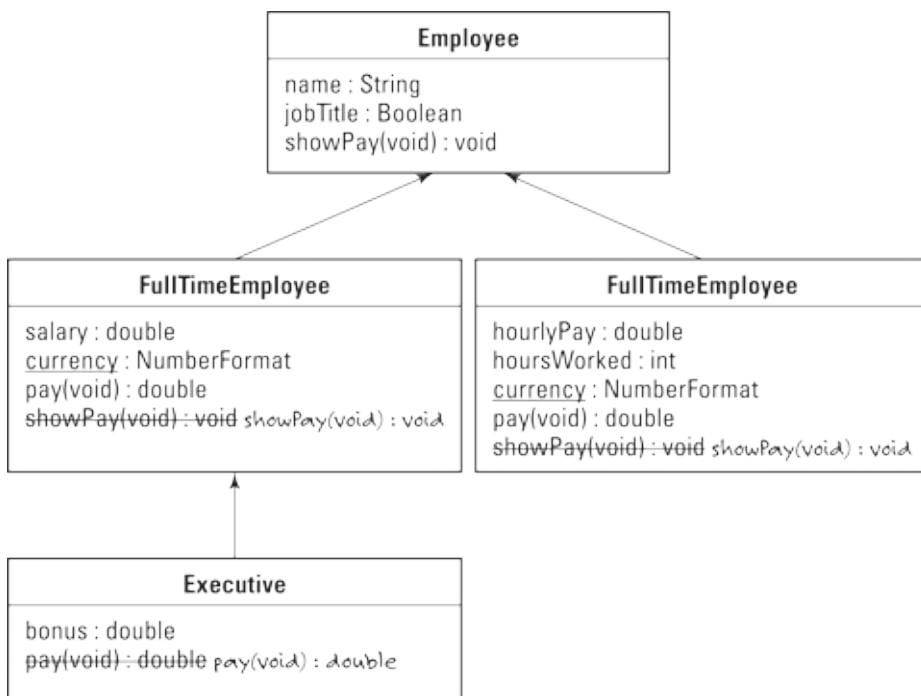 Employee
name : String
jobTitle : Boolean
showPay(void) : void
FullTimeEmployee
salary : double
currency : NumberFormat
pay(void) : double
showPay(void) : void showPay(void) : void
FullTimeEmployee
hourlyPay : double
hoursWorked : int
currency : NumberFormat
pay(void) : double
showPay(void) : void showPay(void) : void
Executive
bonus : double
pay(void) : double pay(void) : double